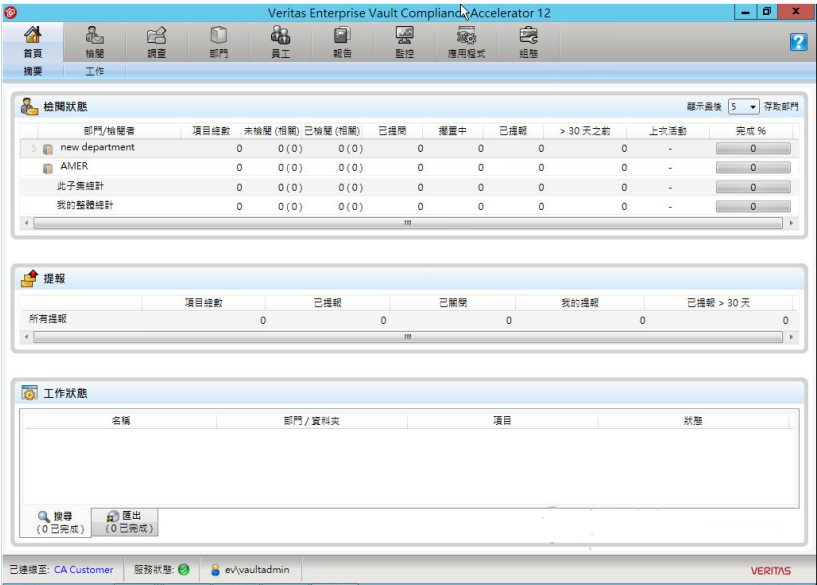 Veritas Enterprise Vault Compliance Accelerator 12
首頁 檢閱 調查 部門 員工 報告 監控 應用程式 組態
摘要 工作
檢閱狀態 顯示最後 5 存取部門
部門/檢閱者 項目總數 未檢閱 (相關) 已檢閱 (相關) 已提問 擱置中 已提報 > 30 天之前 上次活動 完成 %
new department 0 0 ( 0 ) 0 ( 0 ) 0 0 0 0 - 0
AMER 0 0 ( 0 ) 0 ( 0 ) 0 0 0 0 - 0
此子集總計 0 0 ( 0 ) 0 ( 0 ) 0 0 0 0 - 0
我的整體總計 0 0 ( 0 ) 0 ( 0 ) 0 0 0 0 - 0
提報
項目總數 已提報 已關閉 我的提報 已提報 > 30 天
所有提報 0 0 0 0 0
工作狀態
名稱 部門 / 資料夾 項目 狀態
搜尋 匯出
( 0 已完成 ) ( 0 已完成 )
已連線至: CA Customer 服務狀態: ev\vaultadmin VERITAS